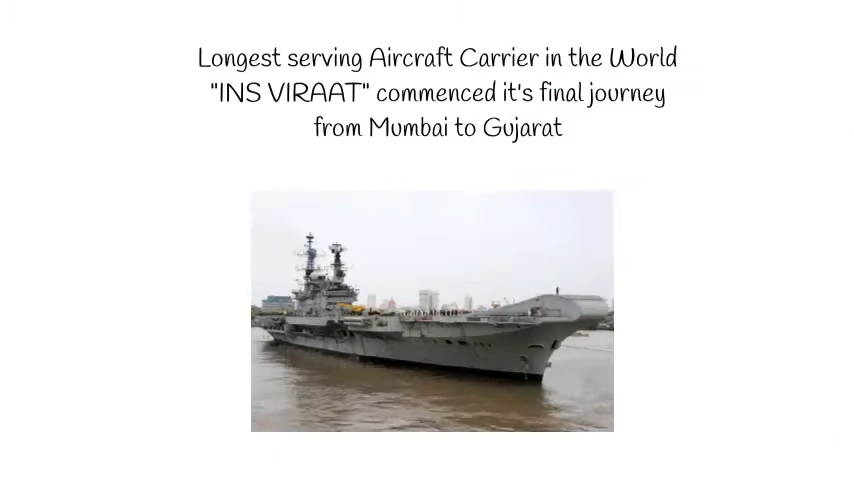 Longest serving Aircraft Carrier in the World
"INS VIRAAT" commenced it's final journey
from Mumbai to Gujarat